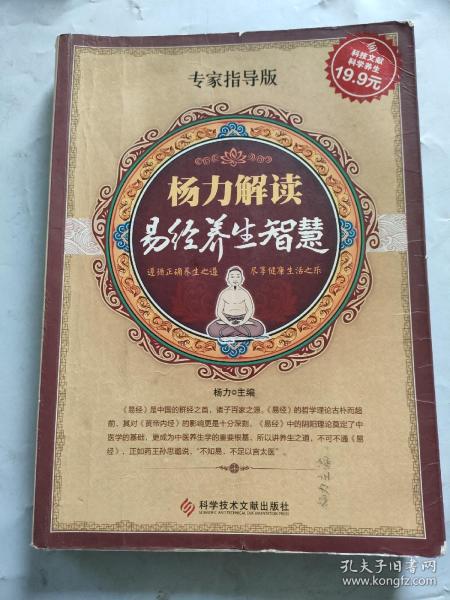 专家指导版
科技文献
科学养生
19.9元
杨力解读
易经养生智慧
遵循正确养生之道 尽享健康生活之乐
杨力○主编
《易经》是中国的群经之首，诸子百家之源，《易经》的哲学理论古朴而超
前，其对《黄帝内经》的影响更是十分深刻，《易经》中的阴阳理论奠定了中
医学的基础，更成为中医养生学的重要根基，所以讲养生之道，不可不通《易
经》，正如药王孙思邈说，“不知易，不足以言太医”
科学技术文献出版社
孔夫子旧书网
www.kongfz.com